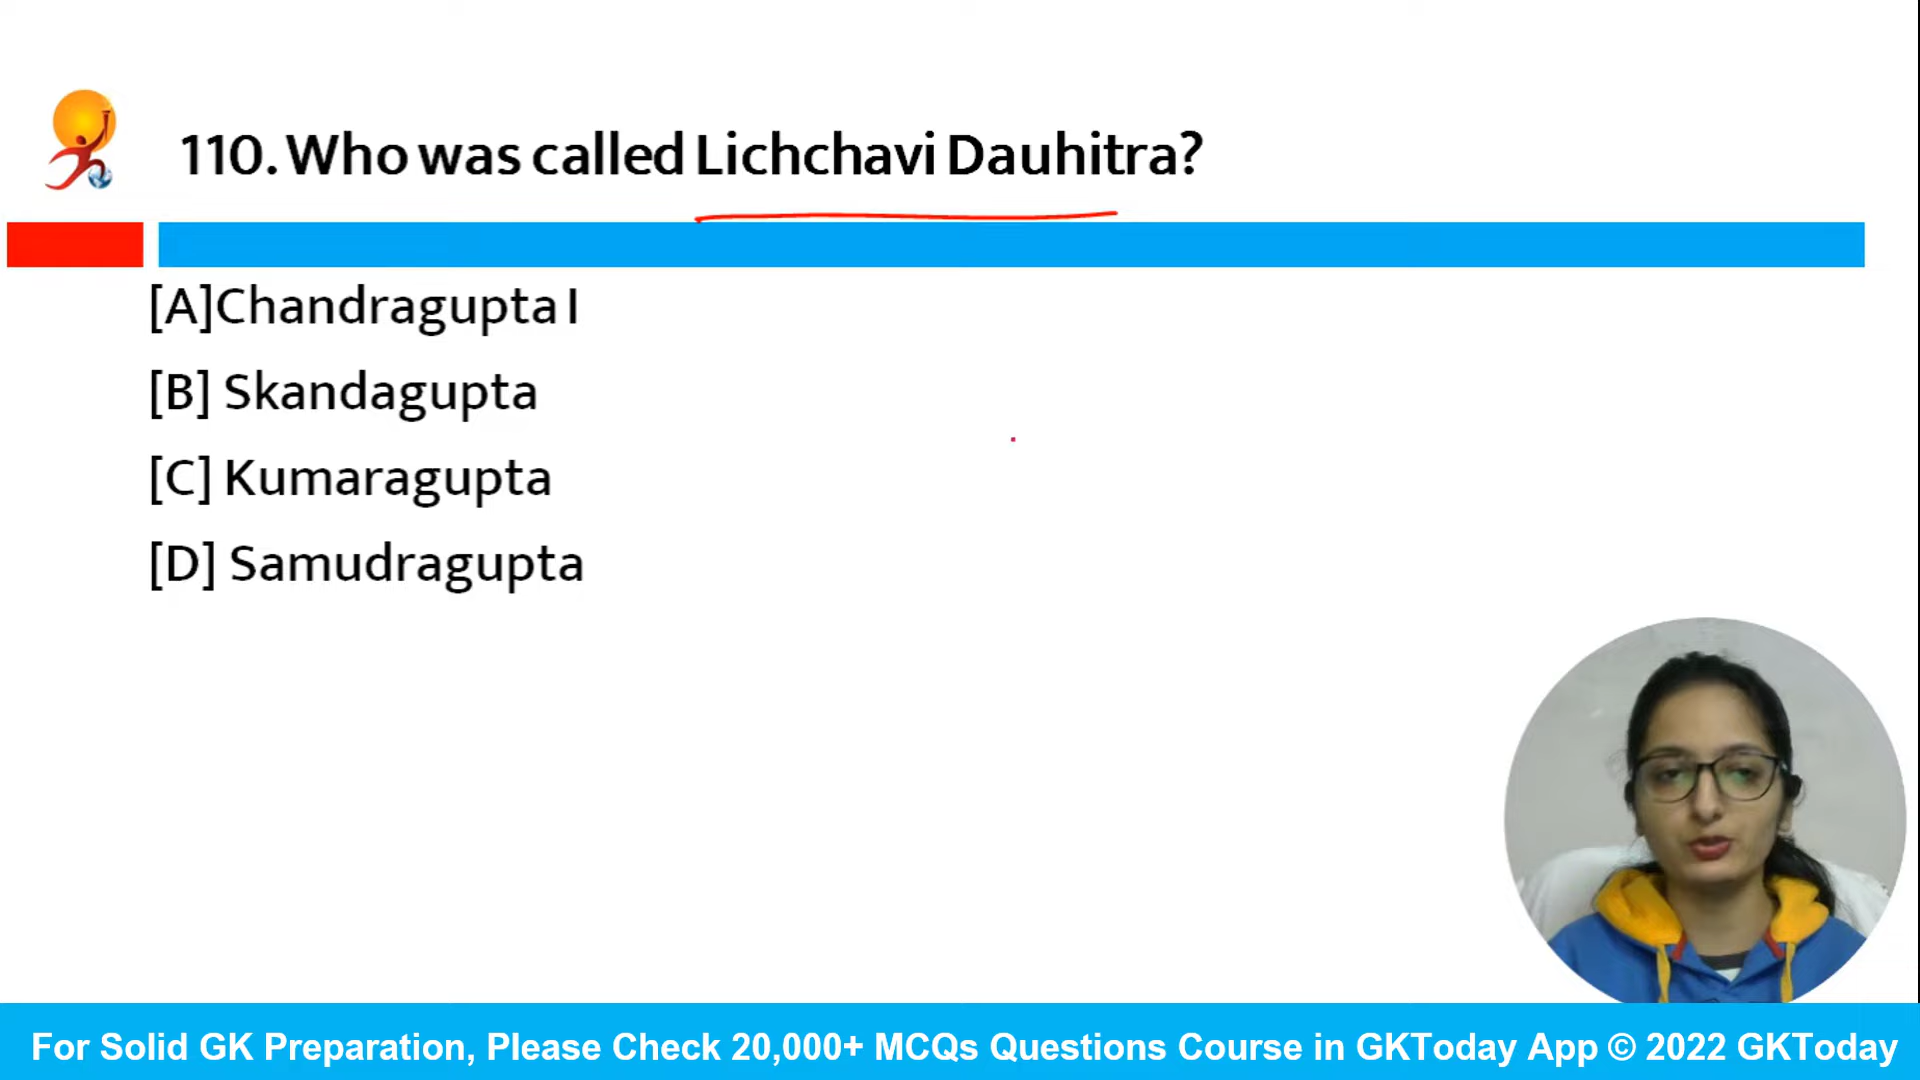 110. Who was called Lichchavi Dauhitra?
[A]Chandragupta I
[B] Skandagupta
[C] Kumaragupta
[D] Samudragupta
For Solid GK Preparation, Please Check 20,000+ MCQs Questions Course in GKToday App © 2022 GKToday